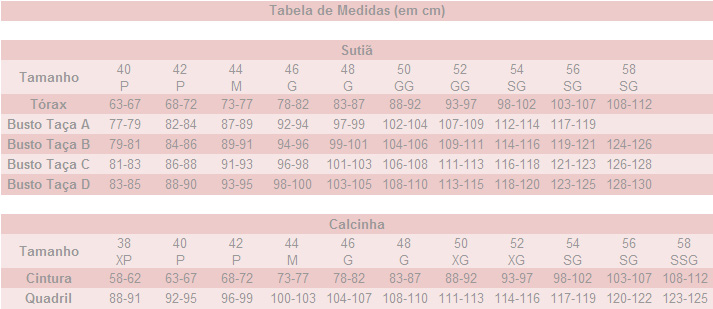 Tabela de Medidas (em cm)
Sutiã
Tamanho 40 42 44 46 48 50 52 54 56 58
P P M G G GG GG SG SG SG
Tórax 63-67 68-72 73-77 78-82 83-87 88-92 93-97 98-102 103-107 108-112
Busto Taça A 77-79 82-84 87-89 92-94 97-99 102-104 107-109 112-114 117-119
Busto Taça B 79-81 84-86 89-91 94-96 99-101 104-106 109-111 114-116 119-121 124-126
Busto Taça C 81-83 86-88 91-93 96-98 101-103 106-108 111-113 116-118 121-123 126-128
Busto Taça D 83-85 88-90 93-95 98-100 103-105 108-110 113-115 118-120 123-125 128-130
Calcinha
Tamanho 38 40 42 44 46 48 50 52 54 56 58
XP P P M G G XG XG SG SG SSG
Cintura 58-62 63-67 68-72 73-77 78-82 83-87 88-92 93-97 98-102 103-107 108-112
Quadril 88-91 92-95 96-99 100-103 104-107 108-110 111-113 114-116 117-119 120-122 123-125